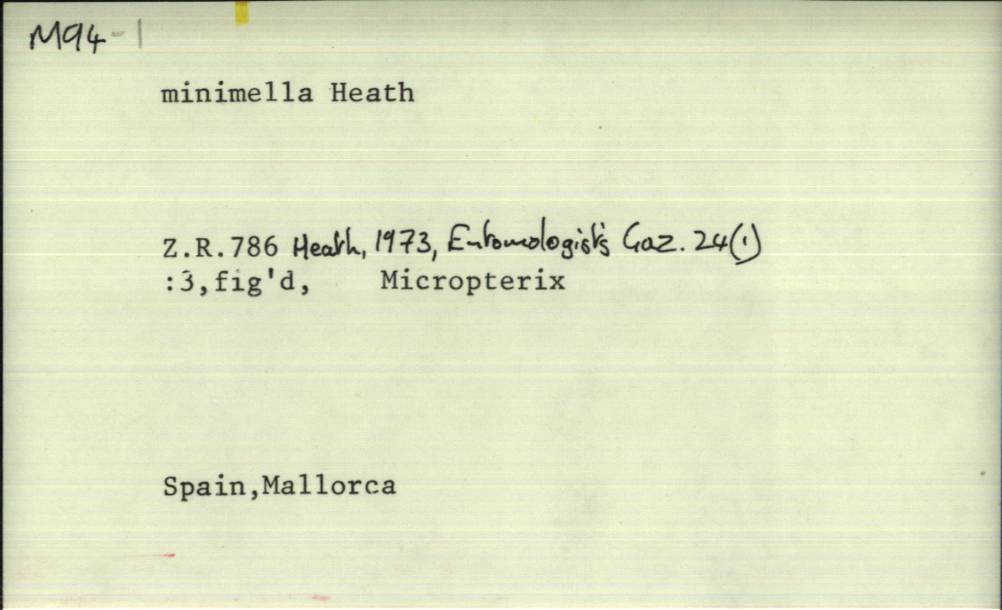 M94-1
minimella Heath
Z.R.786 Heath, 1973, Entomologist's Gaz. 24(1)
:3,fig'd, Micropterix
Spain,Mallorca